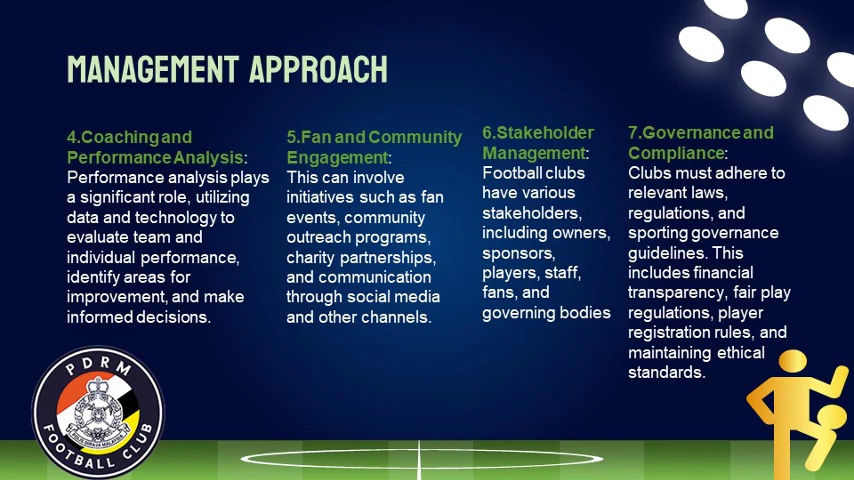 MANAGEMENT APPROACH
4.Coaching and
Performance Analysis:
Performance analysis plays
a significant role, utilizing
data and technology to
evaluate team and
individual performance,
identify areas for
improvement, and make
informed decisions.
5.Fan and Community
Engagement:
This can involve
initiatives such as fan
events, community
outreach programs,
charity partnerships,
and communication
through social media
and other channels.
6.Stakeholder
Management:
Football clubs
have various
stakeholders,
including owners,
sponsors,
players, staff,
fans, and
governing bodies
7.Governance and
Compliance:
Clubs must adhere to
relevant laws,
regulations, and
sporting governance
guidelines. This
includes financial
transparency, fair play
regulations, player
registration rules, and
maintaining ethical
standards.
PDRM
POLIS DIRAJA MALAYSIA
FOOTBALL CLUB